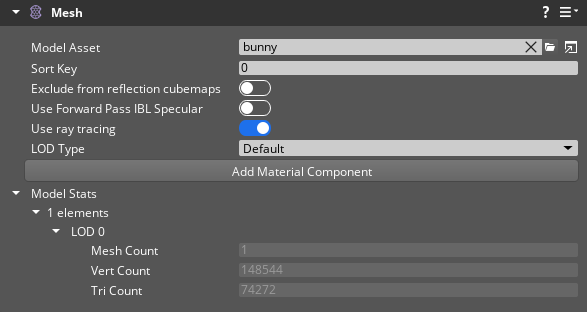 Mesh ?
Model Asset bunny
Sort Key 0
Exclude from reflection cubemaps
Use Forward Pass IBL Specular
Use ray tracing
LOD Type Default
Add Material Component
Model Stats
1 elements
LOD 0
Mesh Count 1
Vert Count 148544
Tri Count 74272